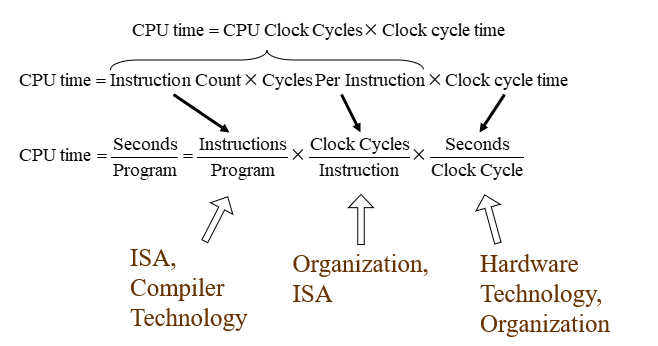 CPU time = CPU Clock Cycles × Clock cycle time
CPU time = Instruction Count × Cycles Per Instruction × Clock cycle time
CPU time = Seconds/Program = Instructions/Program × Clock Cycles/Instruction × Seconds/Clock Cycle
ISA,
Compiler
Technology
Organization,
ISA
Hardware
Technology,
Organization